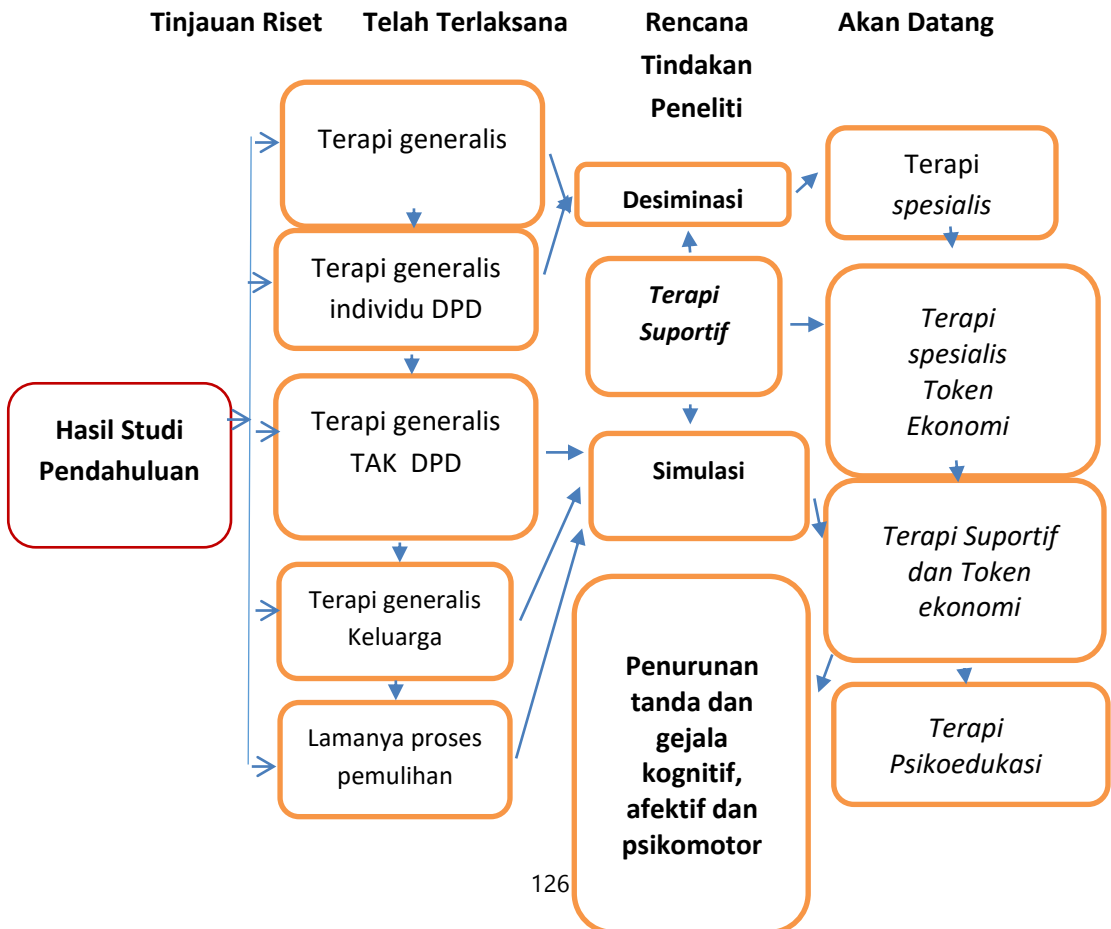 Tinjauan Riset
Telah Terlaksana
Rencana
Tindakan
Peneliti
Akan Datang
Hasil Studi
Pendahuluan
Terapi generalis
Terapi generalis
individu DPD
Terapi generalis
TAK DPD
Terapi generalis
Keluarga
Lamanya proses
pemulihan
Desiminasi
Terapi
Suportif
Simulasi
Penurunan
tanda dan
gejala
kognitif,
afektif dan
psikomotor
Terapi
spesialis
Terapi
spesialis
Token
Ekonomi
Terapi Suportif
dan Token
ekonomi
Terapi
Psikoedukasi
126